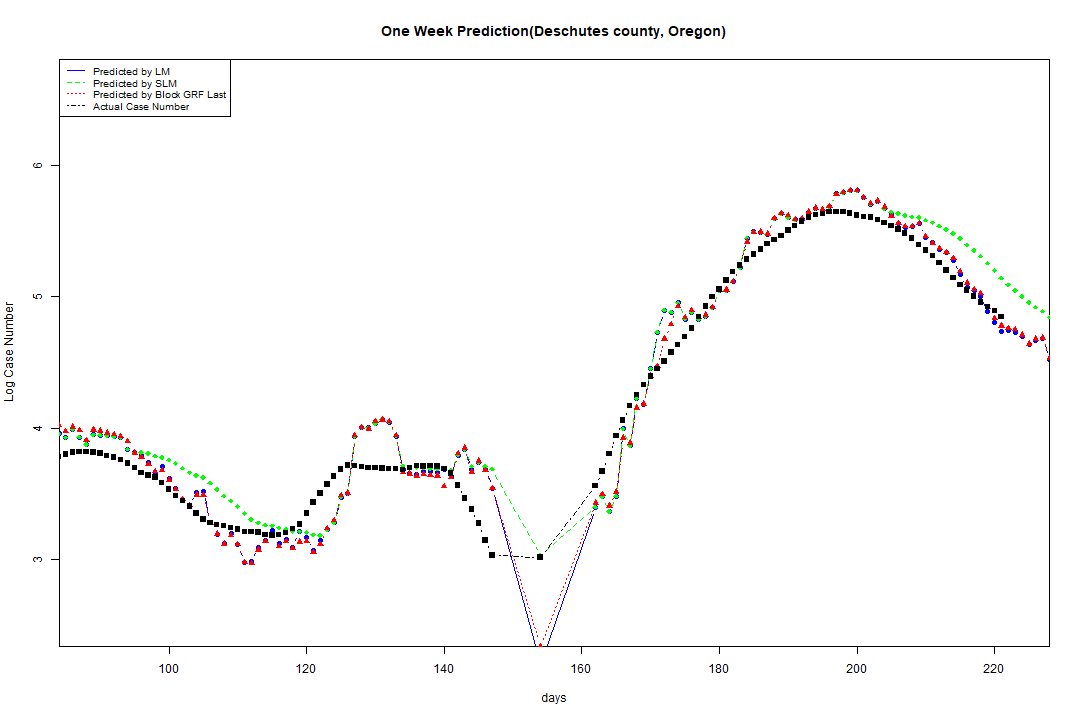 One Week Prediction(Deschutes county, Oregon)
Predicted by LM
Predicted by SLM
Predicted by Block GRF Last
Actual Case Number
6
5
4
3
Log Case Number
100 120 140 160 180 200 220
days